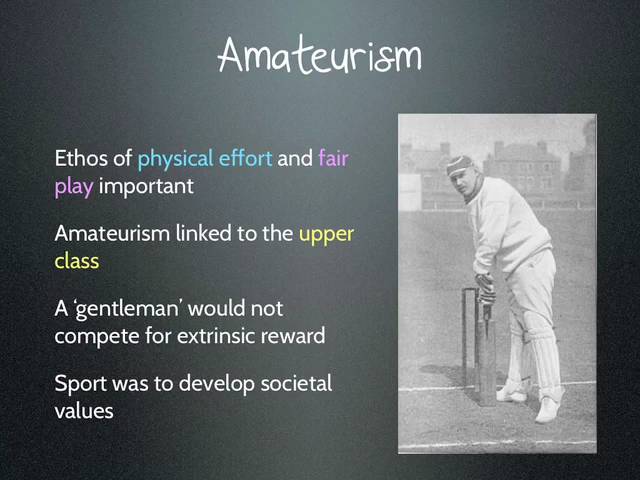 Amateurism
Ethos of physical effort and fair
play important
Amateurism linked to the upper
class
A ‘gentleman’ would not
compete for extrinsic reward
Sport was to develop societal
values